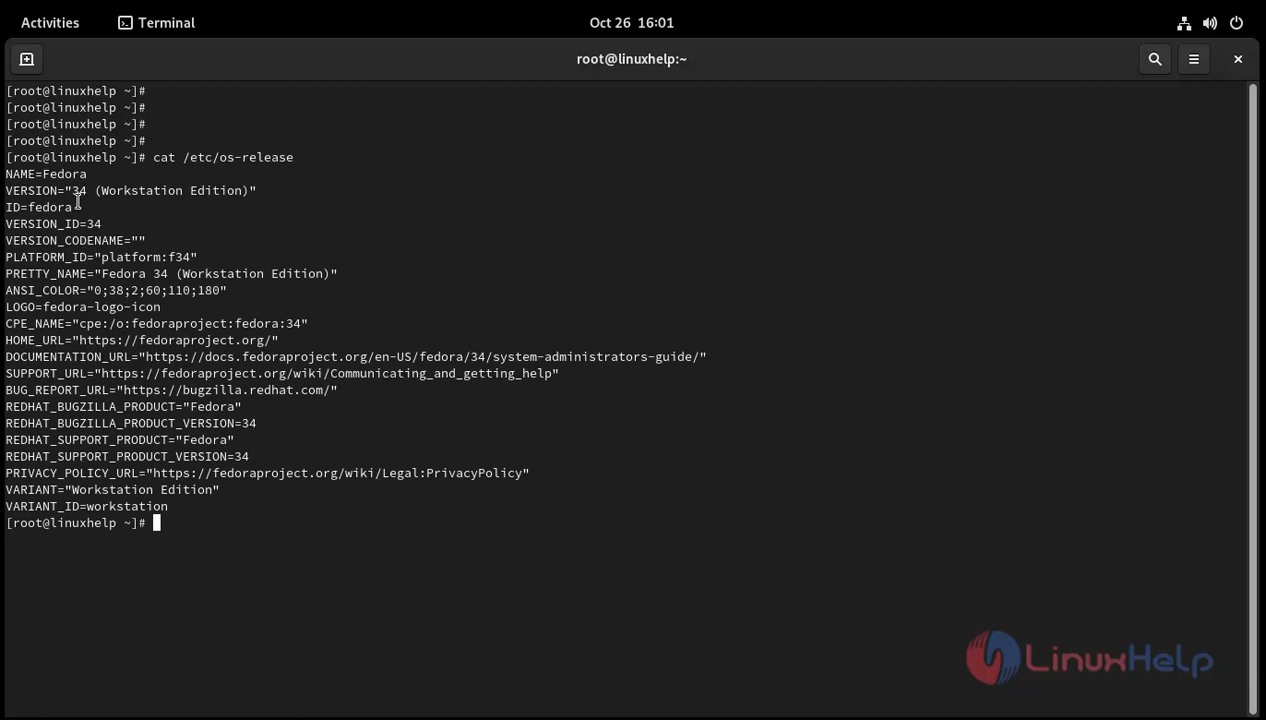 Activities Terminal Oct 26 16:01
root@linuxhelp:~
[root@linuxhelp ~]#
[root@linuxhelp ~]#
[root@linuxhelp ~]#
[root@linuxhelp ~]#
[root@linuxhelp ~]# cat /etc/os-release
NAME=Fedora
VERSION="34 (Workstation Edition)"
ID=fedora
VERSION_ID=34
VERSION_CODENAME=""
PLATFORM_ID="platform:f34"
PRETTY_NAME="Fedora 34 (Workstation Edition)"
ANSI_COLOR="0;38;2;60;110;180"
LOGO=fedora-logo-icon
CPE_NAME="cpe:/o:fedoraproject:fedora:34"
HOME_URL="https://fedoraproject.org/"
DOCUMENTATION_URL="https://docs.fedoraproject.org/en-US/fedora/34/system-administrators-guide/"
SUPPORT_URL="https://fedoraproject.org/wiki/Communicating_and_getting_help"
BUG_REPORT_URL="https://bugzilla.redhat.com/"
REDHAT_BUGZILLA_PRODUCT="Fedora"
REDHAT_BUGZILLA_PRODUCT_VERSION=34
REDHAT_SUPPORT_PRODUCT="Fedora"
REDHAT_SUPPORT_PRODUCT_VERSION=34
PRIVACY_POLICY_URL="https://fedoraproject.org/wiki/Legal:PrivacyPolicy"
VARIANT="Workstation Edition"
VARIANT_ID=workstation
[root@linuxhelp ~]#
LinuxHelp